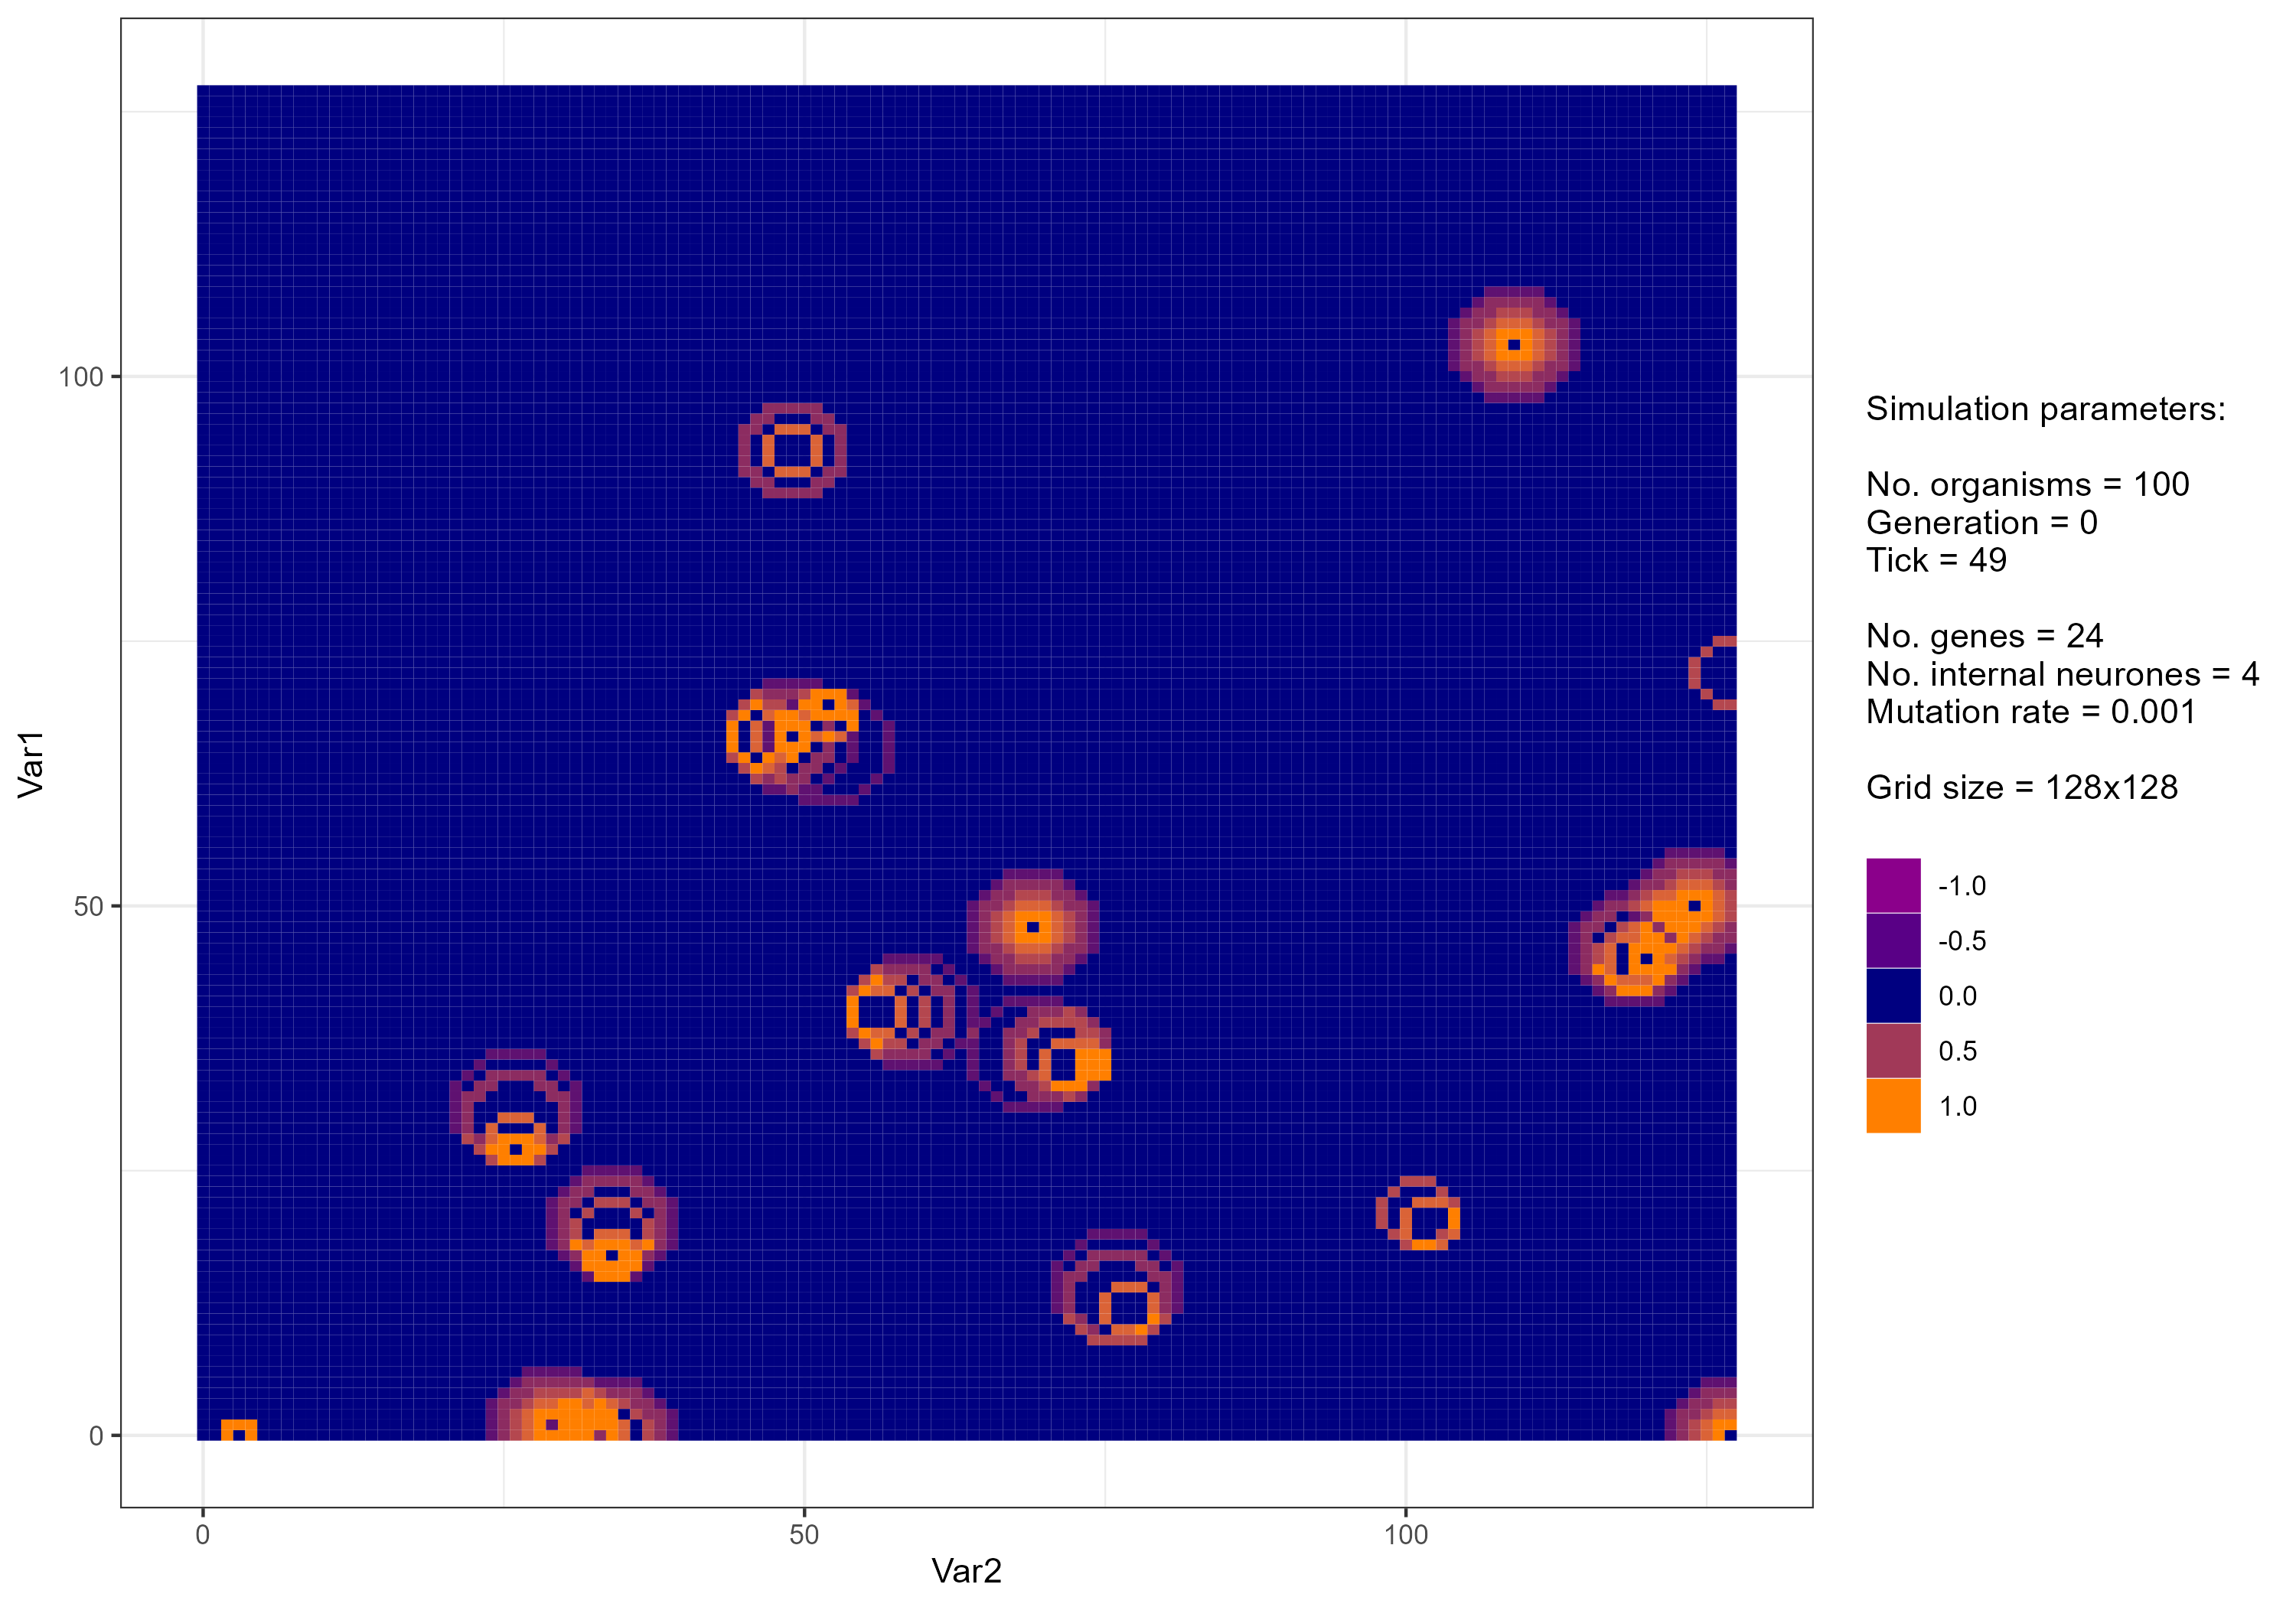 Var1
100
50
0
0
50
100
Var2
Simulation parameters:
No. organisms = 100
Generation = 0
Tick = 49
No. genes = 24
No. internal neurones = 4
Mutation rate = 0.001
Grid size = 128x128
-1.0
-0.5
0.0
0.5
1.0